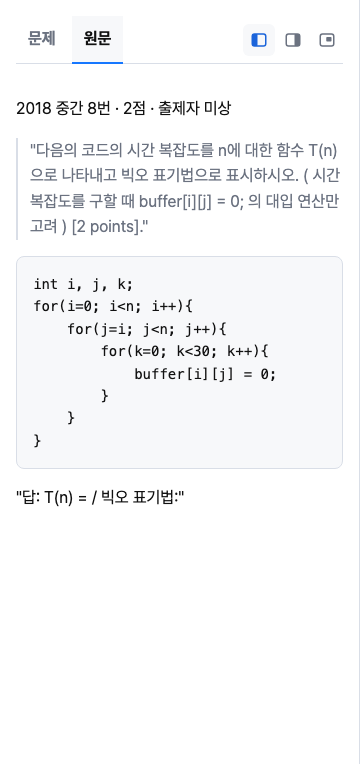 문제 원문
2018 중간 8번 · 2점 · 출제자 미상
"다음의 코드의 시간 복잡도를 n에 대한 함수 T(n)
으로 나타내고 빅오 표기법으로 표시하시오. ( 시간
복잡도를 구할 때 buffer[i][j] = 0; 의 대입 연산만
고려 ) [2 points]."
int i, j, k;
for(i=0; i<n; i++){
    for(j=i; j<n; j++){
        for(k=0; k<30; k++){
            buffer[i][j] = 0;
        }
    }
}
"답: T(n) = / 빅오 표기법:"